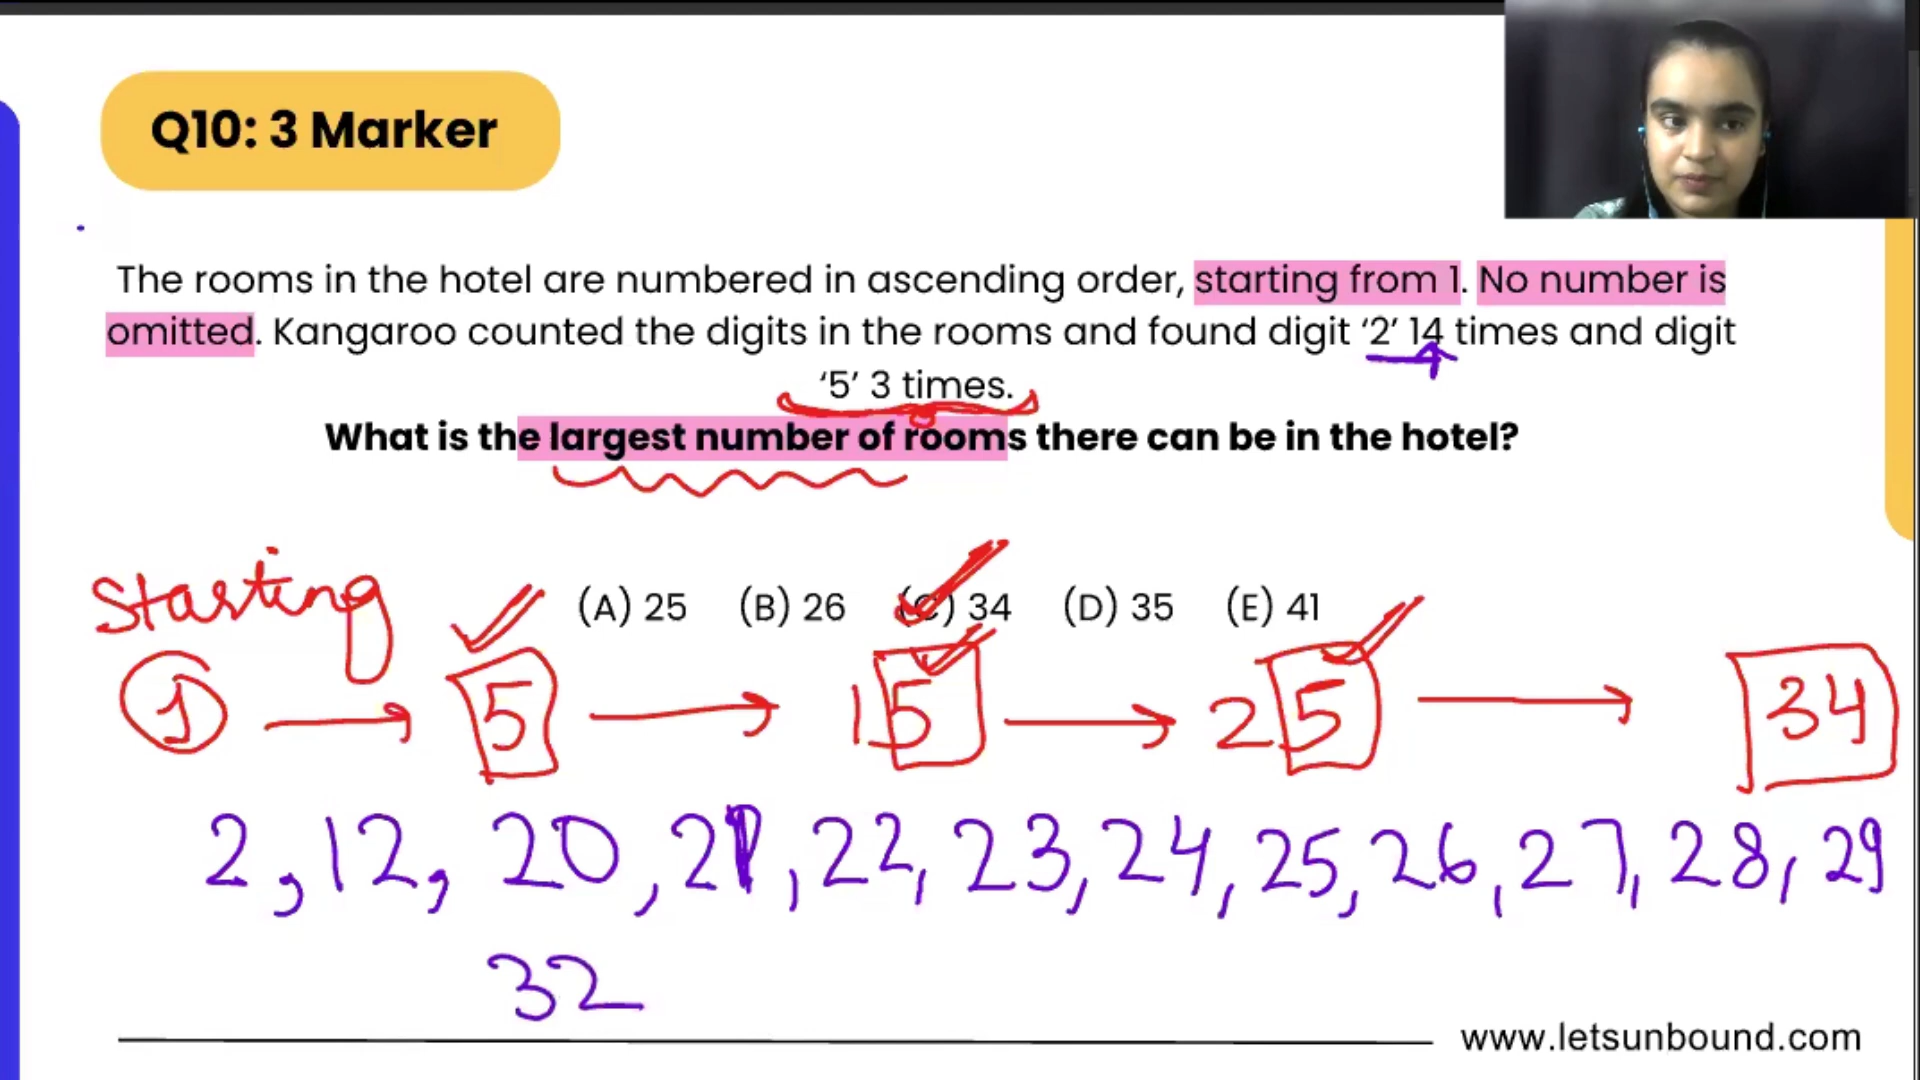 Q10: 3 Marker
The rooms in the hotel are numbered in ascending order, starting from 1. No number is
omitted. Kangaroo counted the digits in the rooms and found digit ‘2’ 14 times and digit
‘5’ 3 times.
What is the largest number of rooms there can be in the hotel?
(A) 25 (B) 26 (C) 34 (D) 35 (E) 41
Starting
1 → 5 → 15 → 25 → 34
2, 12, 20, 21, 22, 23, 24, 25, 26, 27, 28, 29
32
www.letsunbound.com